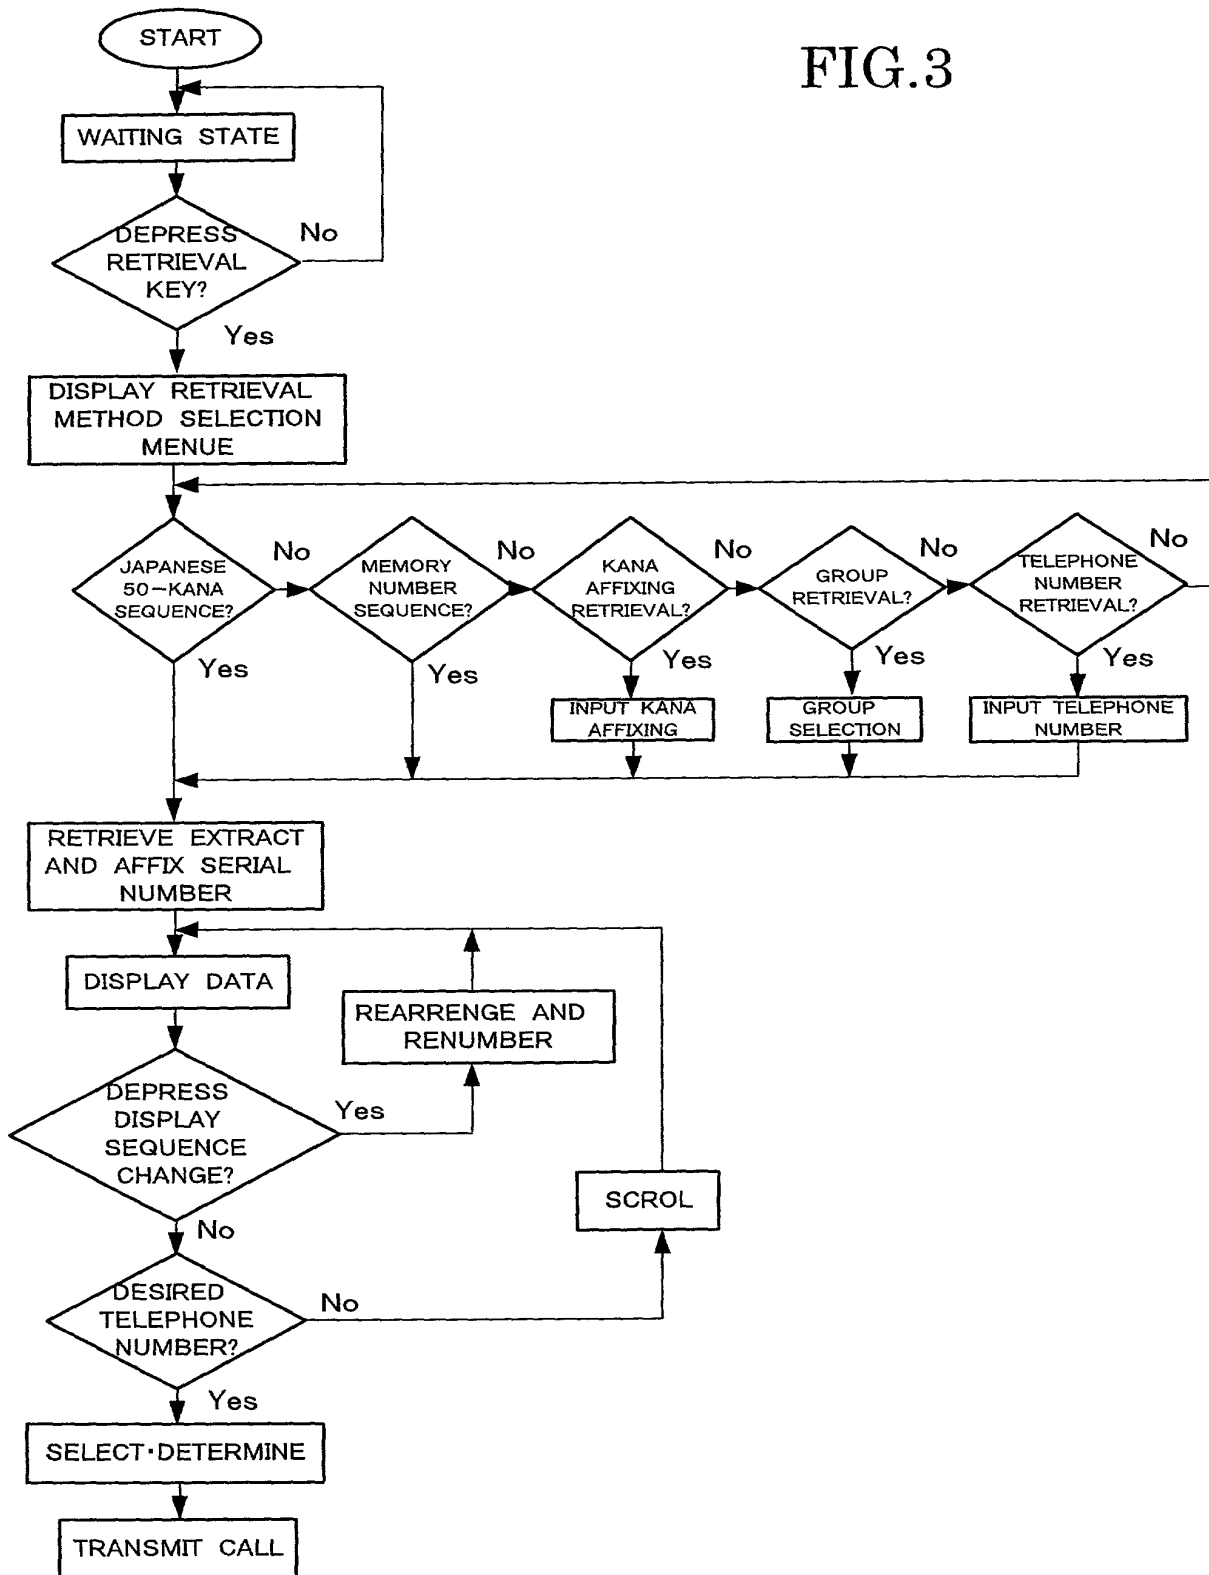 START
FIG.3
WAITING STATE
DEPRESS
RETRIEVAL
KEY?
No
Yes
DISPLAY RETRIEVAL
METHOD SELECTION
MENUE
JAPANESE
50-KANA
SEQUENCE?
No
Yes
MEMORY
NUMBER
SEQUENCE?
No
Yes
KANA
AFFIXING
RETRIEVAL?
No
Yes
GROUP
RETRIEVAL?
No
Yes
TELEPHONE
NUMBER
RETRIEVAL?
No
Yes
INPUT KANA
AFFIXING
GROUP
SELECTION
INPUT TELEPHONE
NUMBER
RETRIEVE EXTRACT
AND AFFIX SERIAL
NUMBER
DISPLAY DATA
REARRENGE AND
RENUMBER
DEPRESS
DISPLAY
SEQUENCE
CHANGE?
Yes
No
SCROL
DESIRED
TELEPHONE
NUMBER?
No
Yes
SELECT·DETERMINE
TRANSMIT CALL